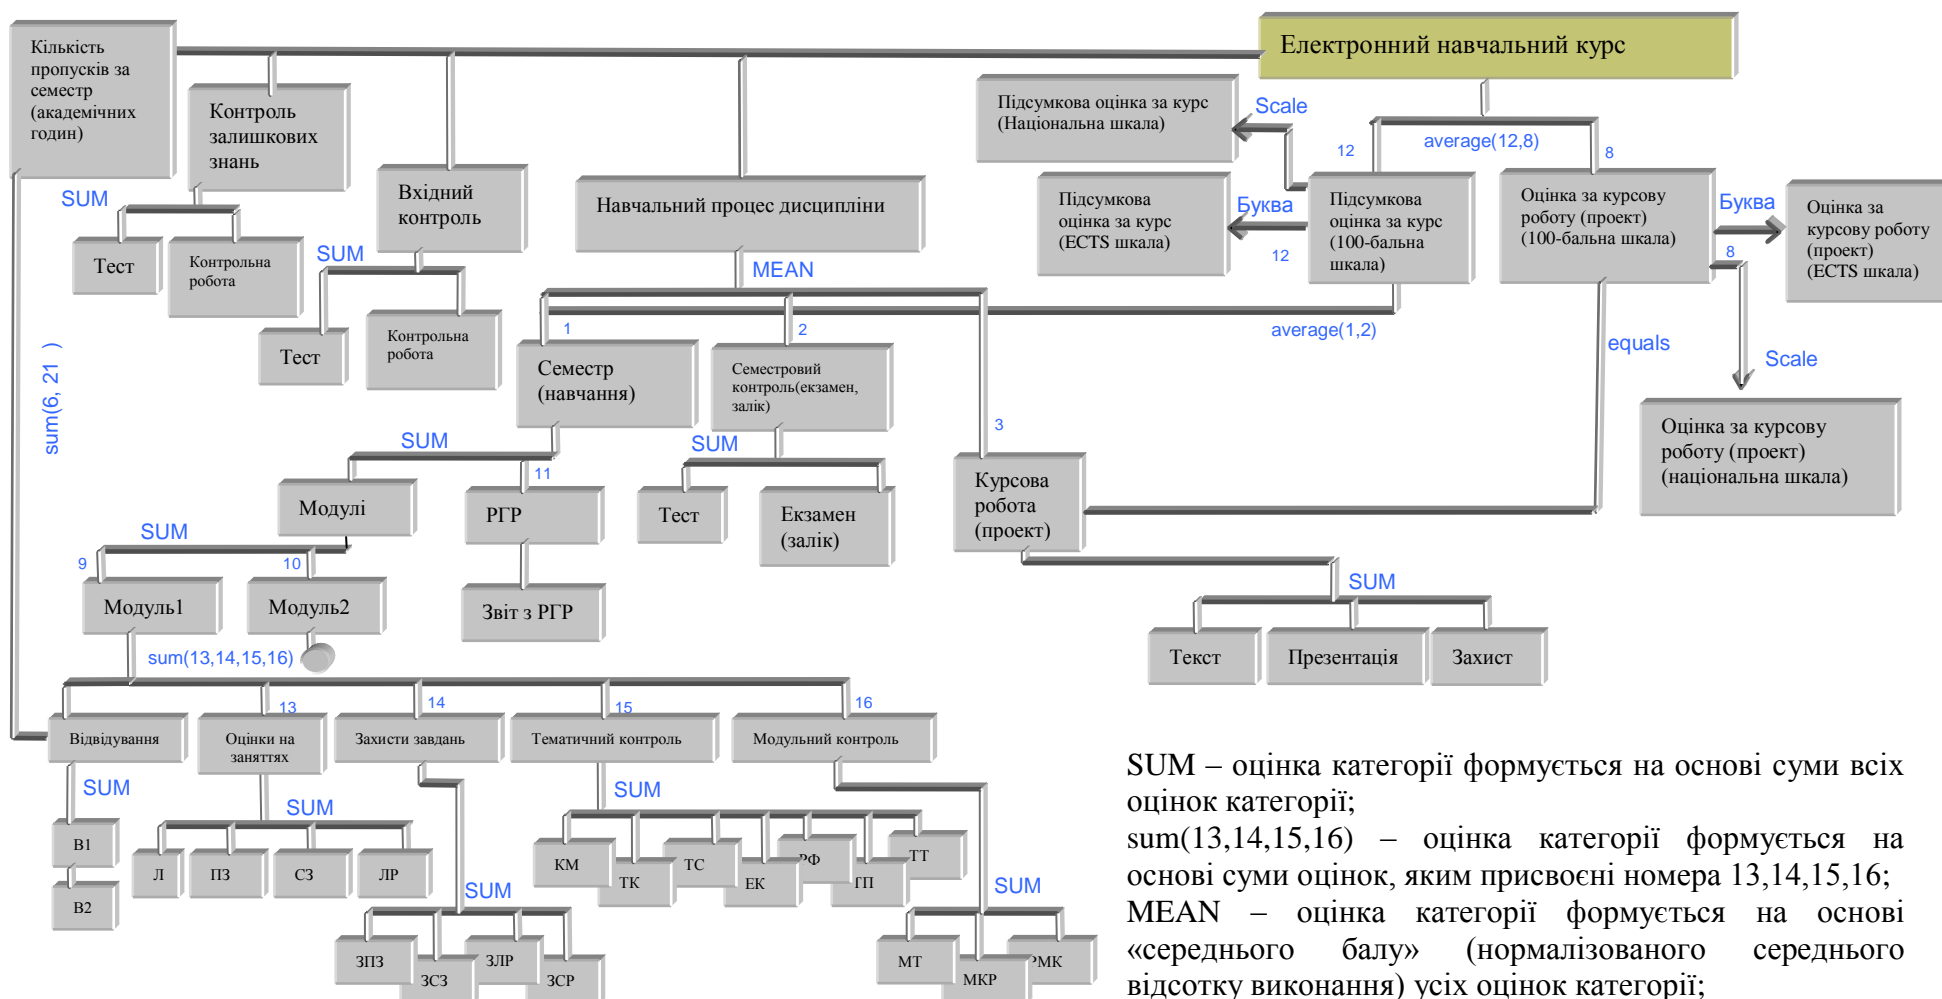 Кількість
пропусків за
семестр
(академічних
годин)
Електронний навчальний курс
Контроль
залишкових
знань
Вхідний
контроль
Навчальний процес дисципліни
Підсумкова оцінка за курс
(Національна шкала)
Scale
12
average(12,8)
8
Підсумкова
оцінка за курс
(ECTS шкала)
Буква
12
Підсумкова
оцінка за курс
(100-бальна
шкала)
Оцінка за курсову
роботу (проект)
(100-бальна шкала)
Буква
8
Оцінка за
курсову роботу
(проект)
(ECTS шкала)
SUM
Тест
Контрольна
робота
SUM
Тест
Контрольна
робота
MEAN
1
2
average(1,2)
equals
Scale
sum(6, 21 )
Семестр
(навчання)
Семестровий
контроль(екзамен,
залік)
3
Оцінка за курсову
роботу (проект)
(національна шкала)
SUM
SUM
11
Модулі
РГР
Тест
Екзамен
(залік)
Курсова
робота
(проект)
SUM
9
10
Модуль1
Модуль2
Звіт з РГР
SUM
Текст
Презентація
Захист
sum(13,14,15,16)
13
14
15
16
Відвідування
Оцінки на
заняттях
Захисти завдань
Тематичний контроль
Модульний контроль
SUM
SUM
SUM
В1
В2
Л
ПЗ
СЗ
ЛР
КМ
ТК
ТС
ЕК
РФ
ТП
ТТ
SUM
SUM
ЗПЗ
ЗСЗ
ЗЛР
ЗСР
МТ
МКР
РМК
SUM – оцінка категорії формується на основі суми всіх
оцінок категорії;
sum(13,14,15,16) – оцінка категорії формується на
основі суми оцінок, яким присвоєні номера 13,14,15,16;
MEAN – оцінка категорії формується на основі
«середнього балу» (нормалізованого середнього
відсотку виконання) усіх оцінок категорії;